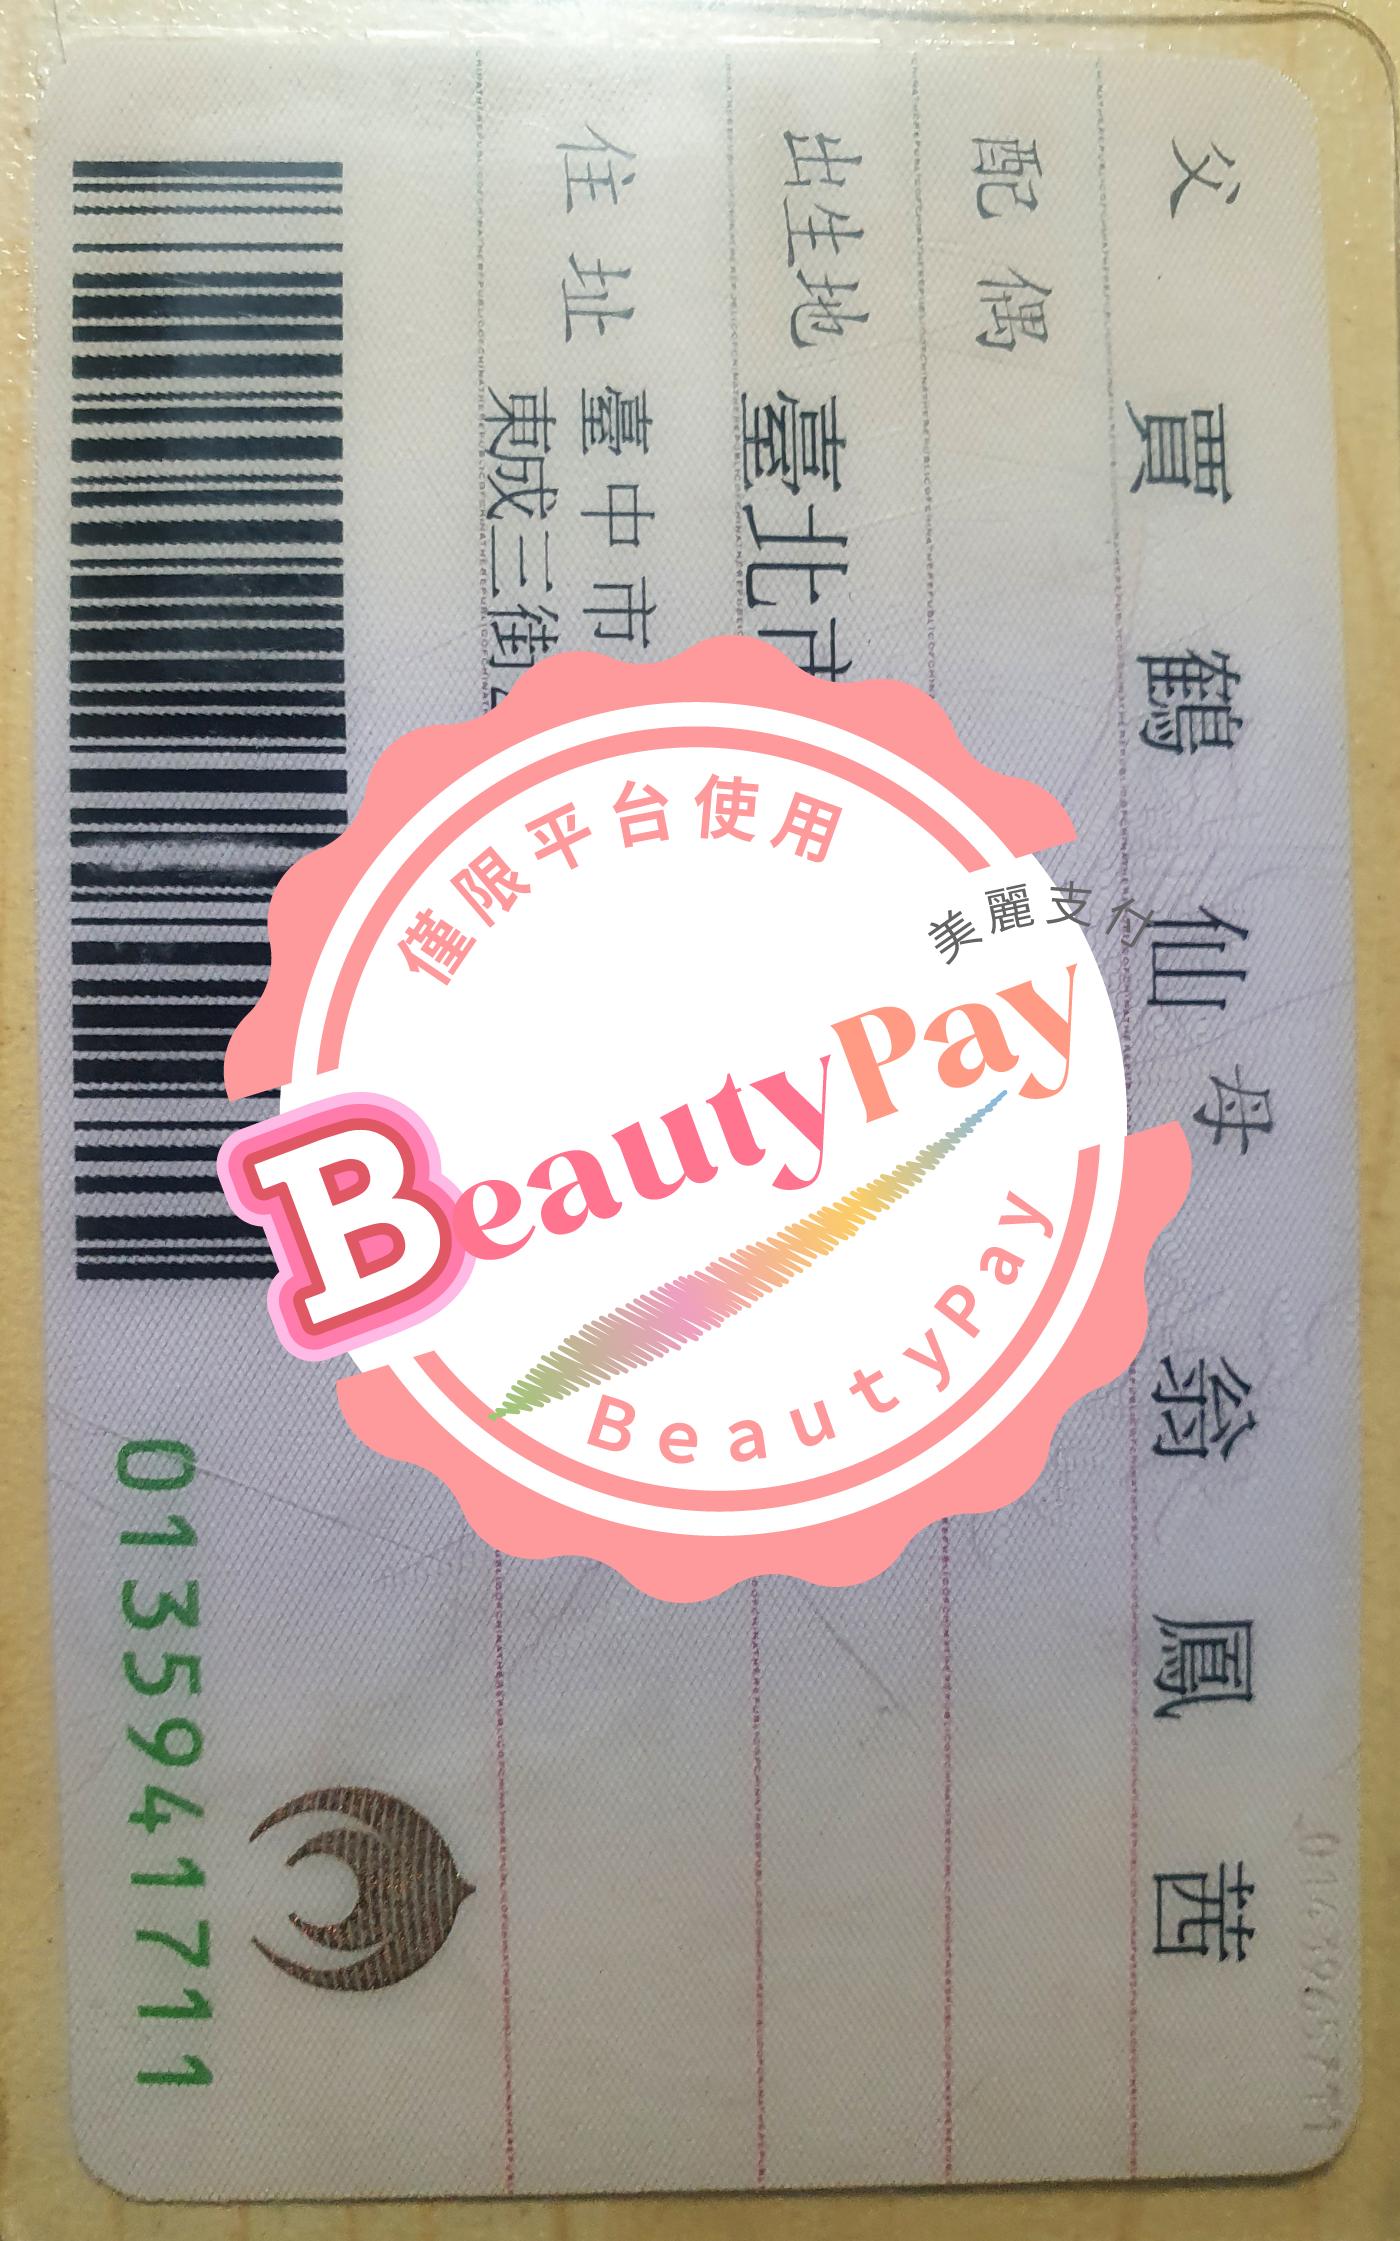 父 賈鶴仙 母 翁鳳茜
配偶
出生地 臺北市
住址 臺中市
東成三街
0135941711
僅限平台使用
美麗支付
BeautyPay
BeautyPay